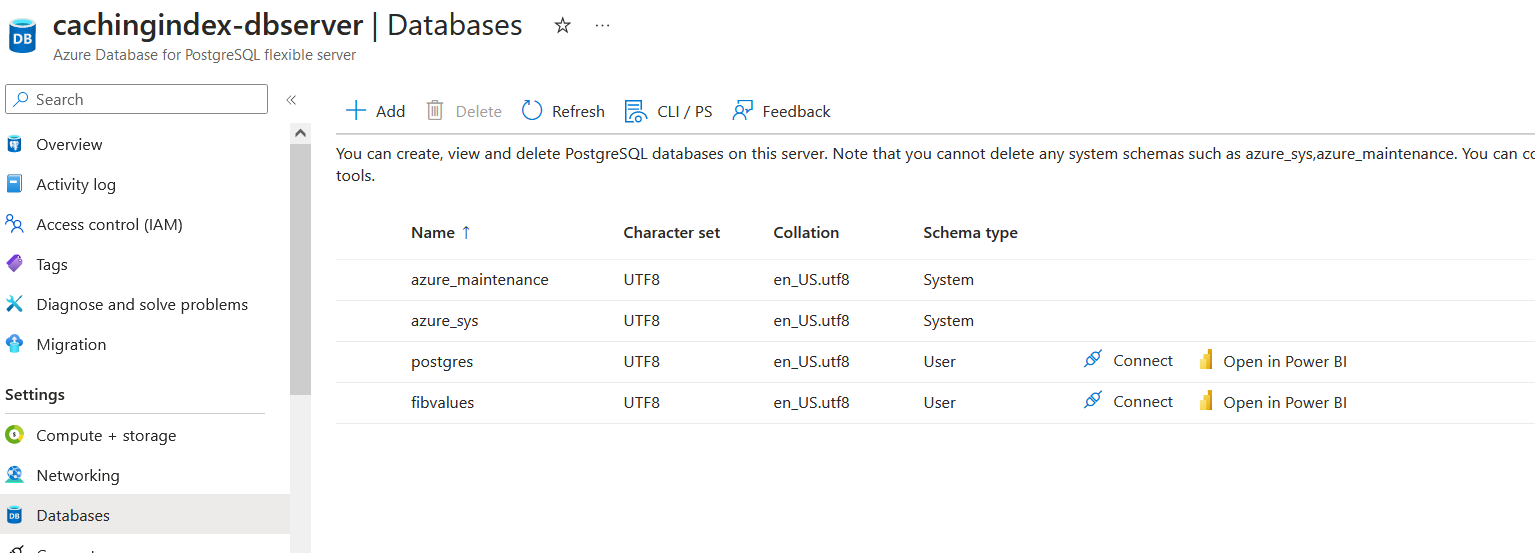 cachingindex-dbserver | Databases
Azure Database for PostgreSQL flexible server
Search
Overview
Activity log
Access control (IAM)
Tags
Diagnose and solve problems
Migration
Settings
Compute + storage
Networking
Databases
Add Delete Refresh CLI / PS Feedback
You can create, view and delete PostgreSQL databases on this server. Note that you cannot delete any system schemas such as azure_sys,azure_maintenance. You can
tools.
Name ↑ Character set Collation Schema type
azure_maintenance UTF8 en_US.utf8 System
azure_sys UTF8 en_US.utf8 System
postgres UTF8 en_US.utf8 User Connect Open in Power BI
fibvalues UTF8 en_US.utf8 User Connect Open in Power BI